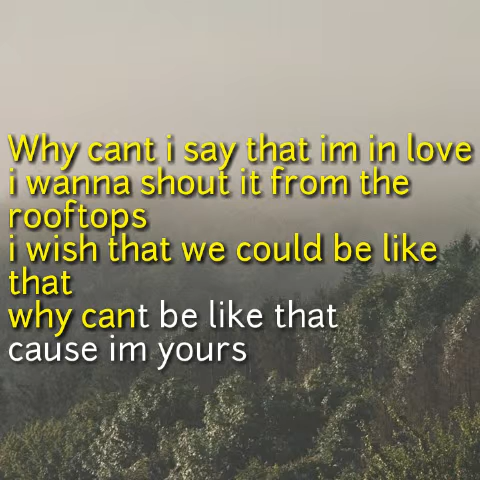 Why cant i say that im in love
i wanna shout it from the
rooftops
i wish that we could be like
that
why cant be like that
cause im yours